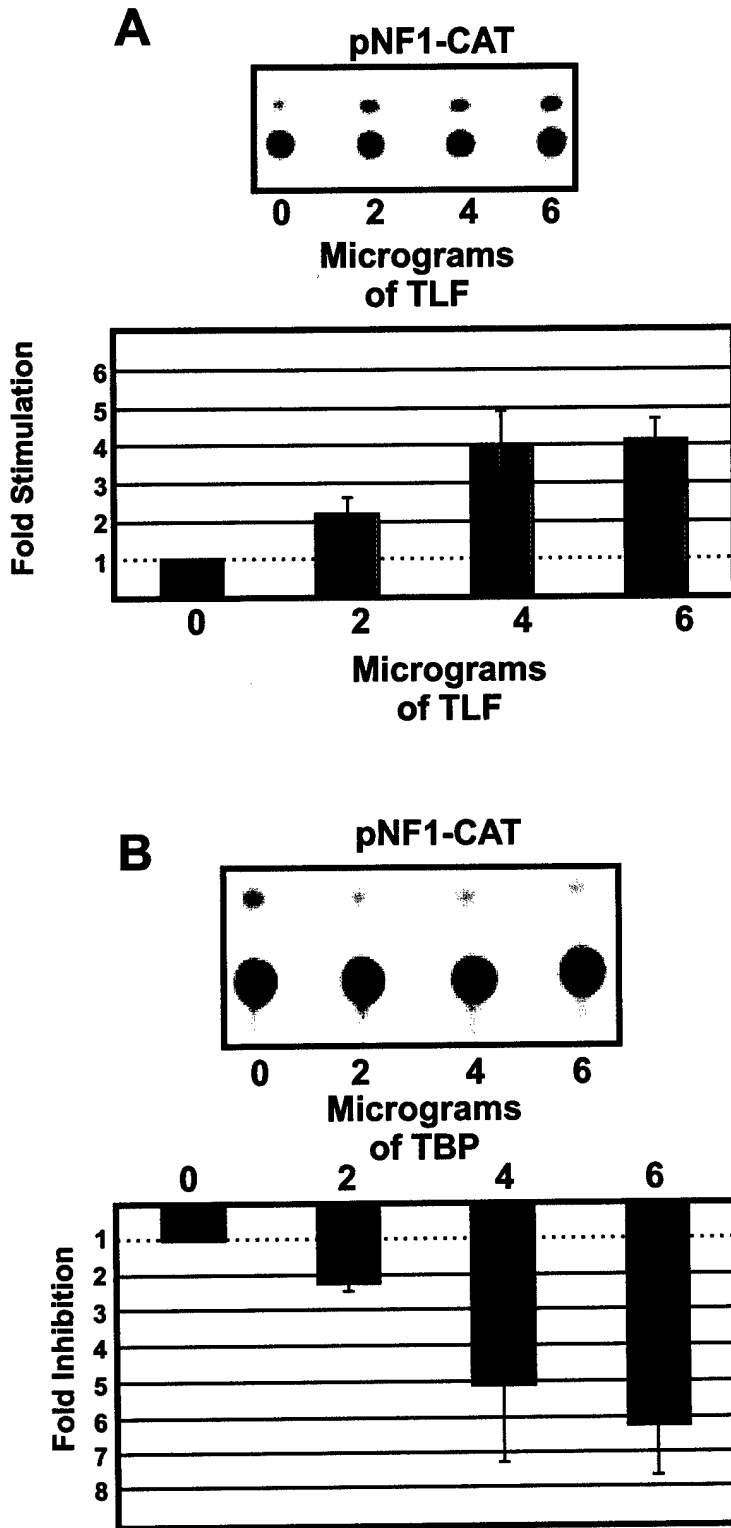 A
pNF1-CAT
0 2 4 6
Micrograms
of TLF
Fold Stimulation
6
5
4
3
2
1
0 2 4 6
Micrograms
of TLF
B
pNF1-CAT
0 2 4 6
Micrograms
of TBP
0 2 4 6
Fold Inhibition
1
2
3
4
5
6
7
8